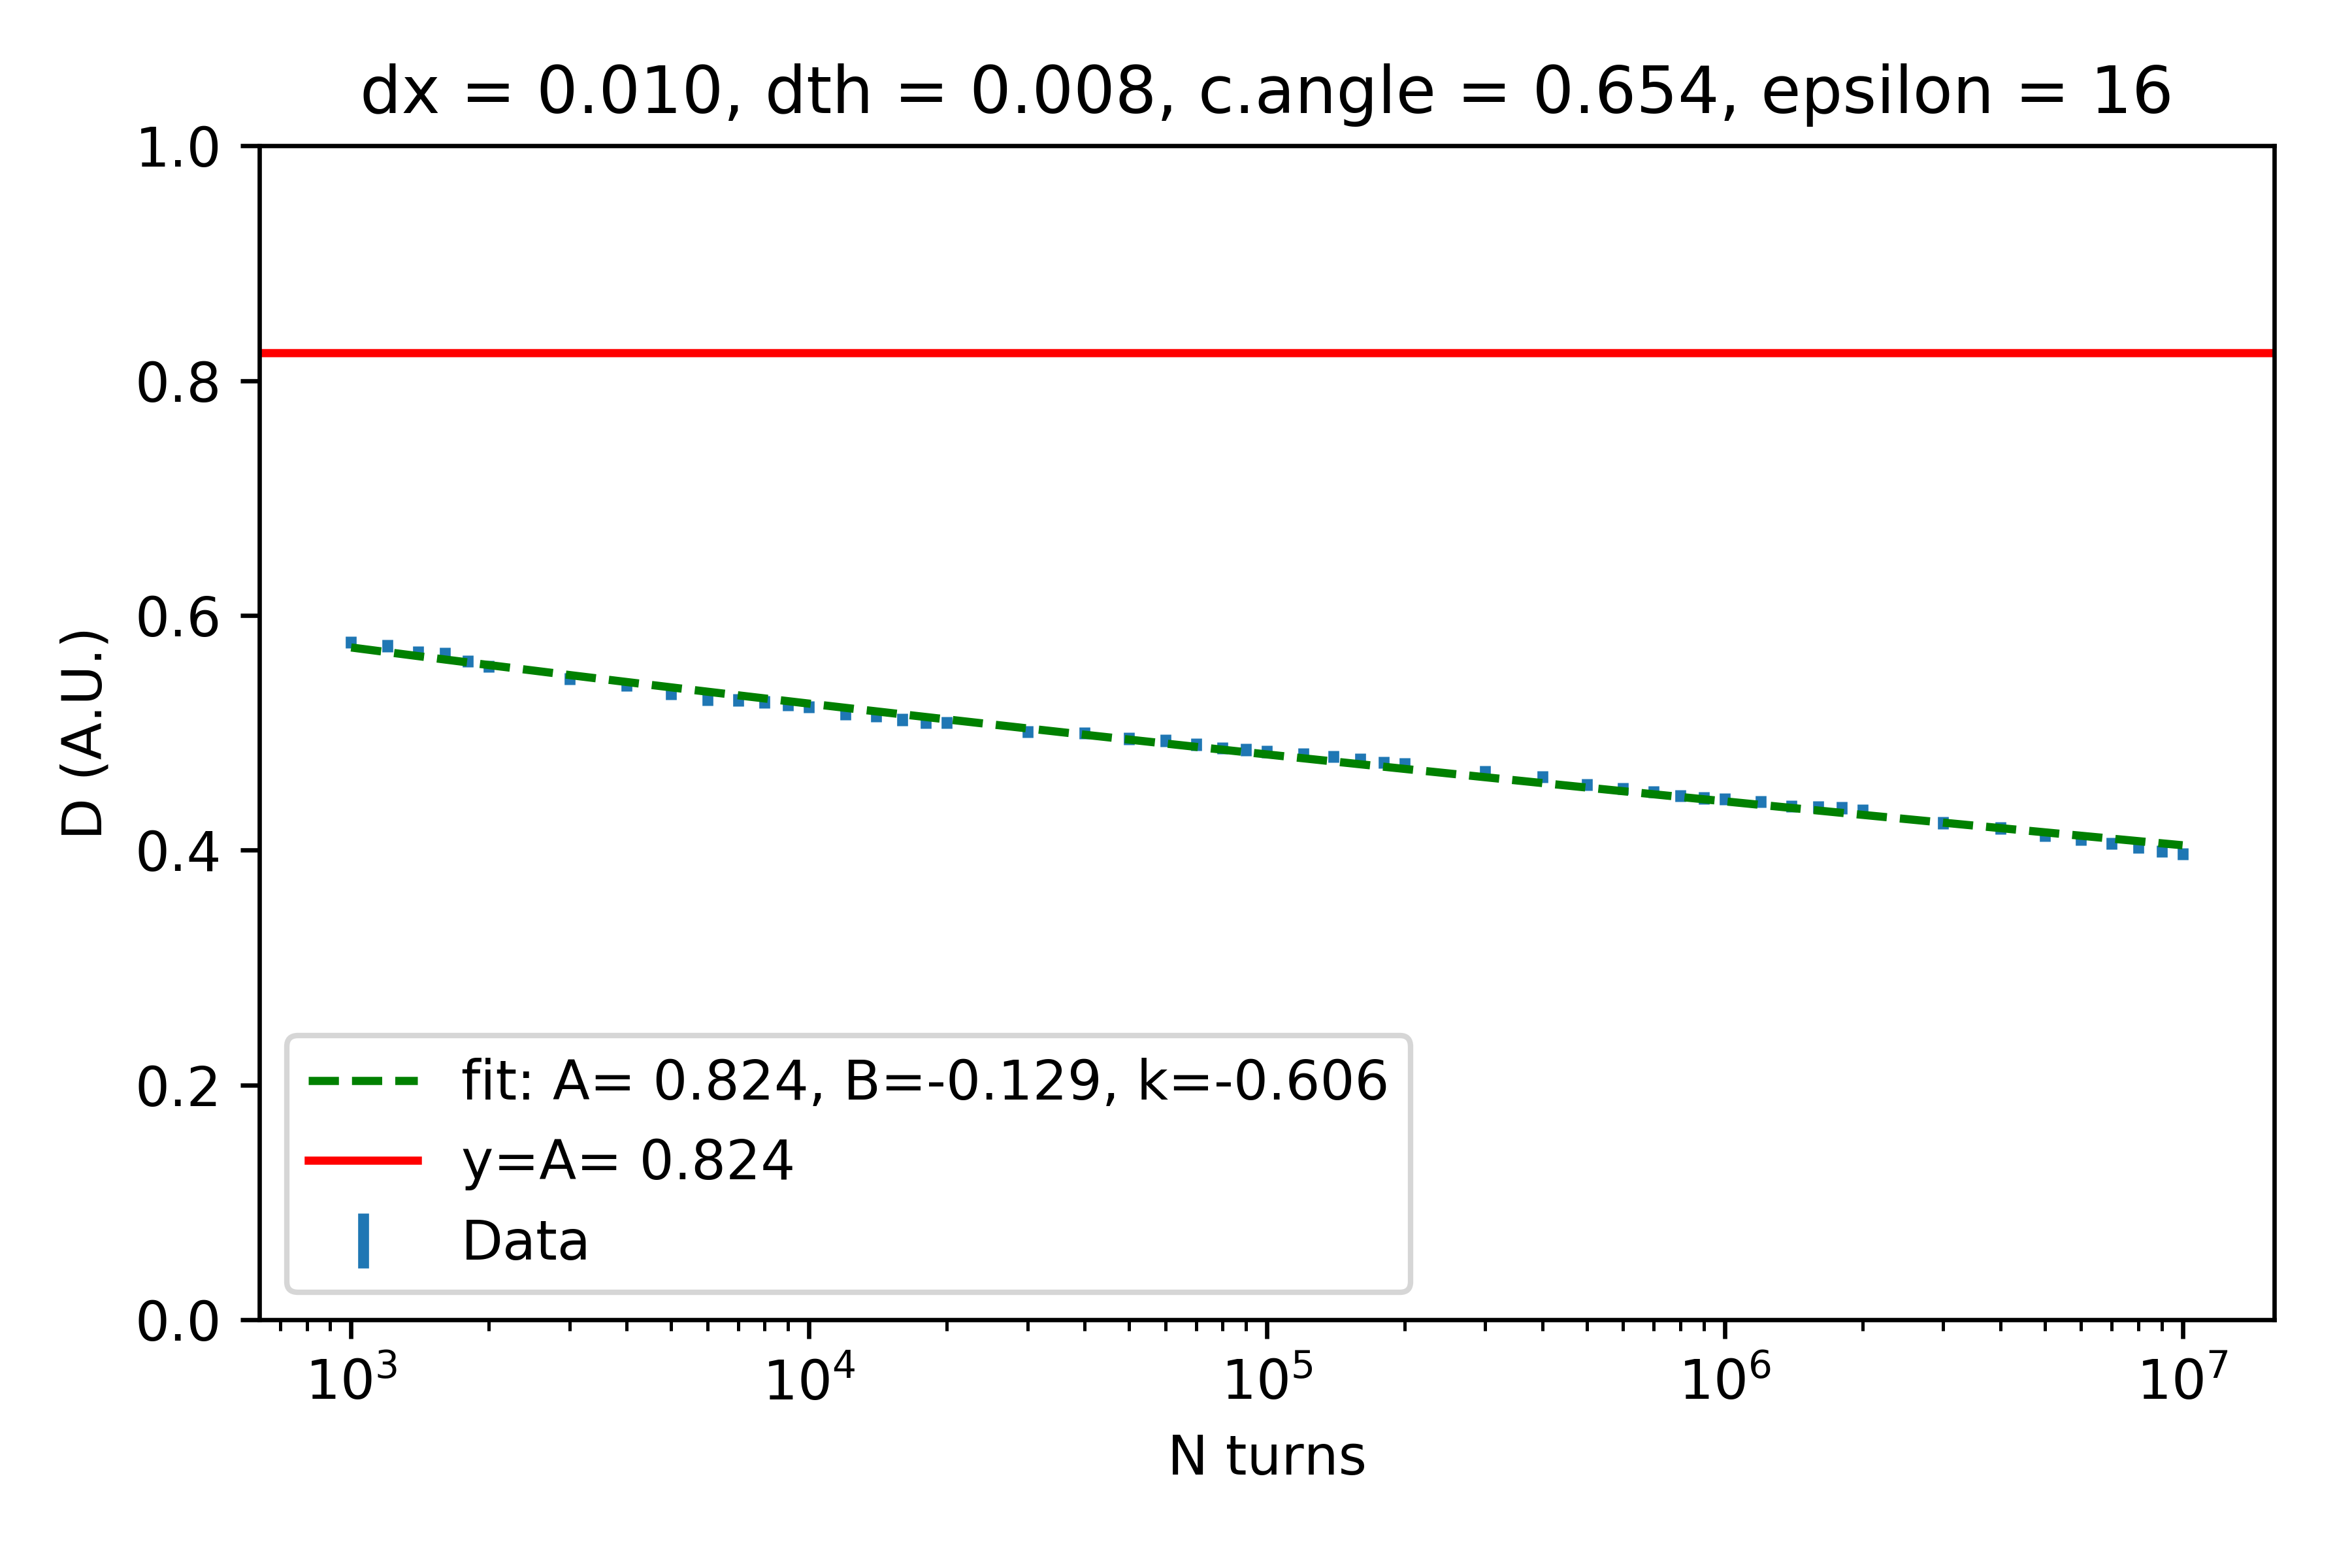 dx = 0.010, dth = 0.008, c.angle = 0.654, epsilon = 16
1.0
0.8
0.6
0.4
0.2
0.0
D (A.U.)
fit: A= 0.824, B=-0.129, k=-0.606
y=A= 0.824
Data
10³ 10⁴ 10⁵ 10⁶ 10⁷
N turns